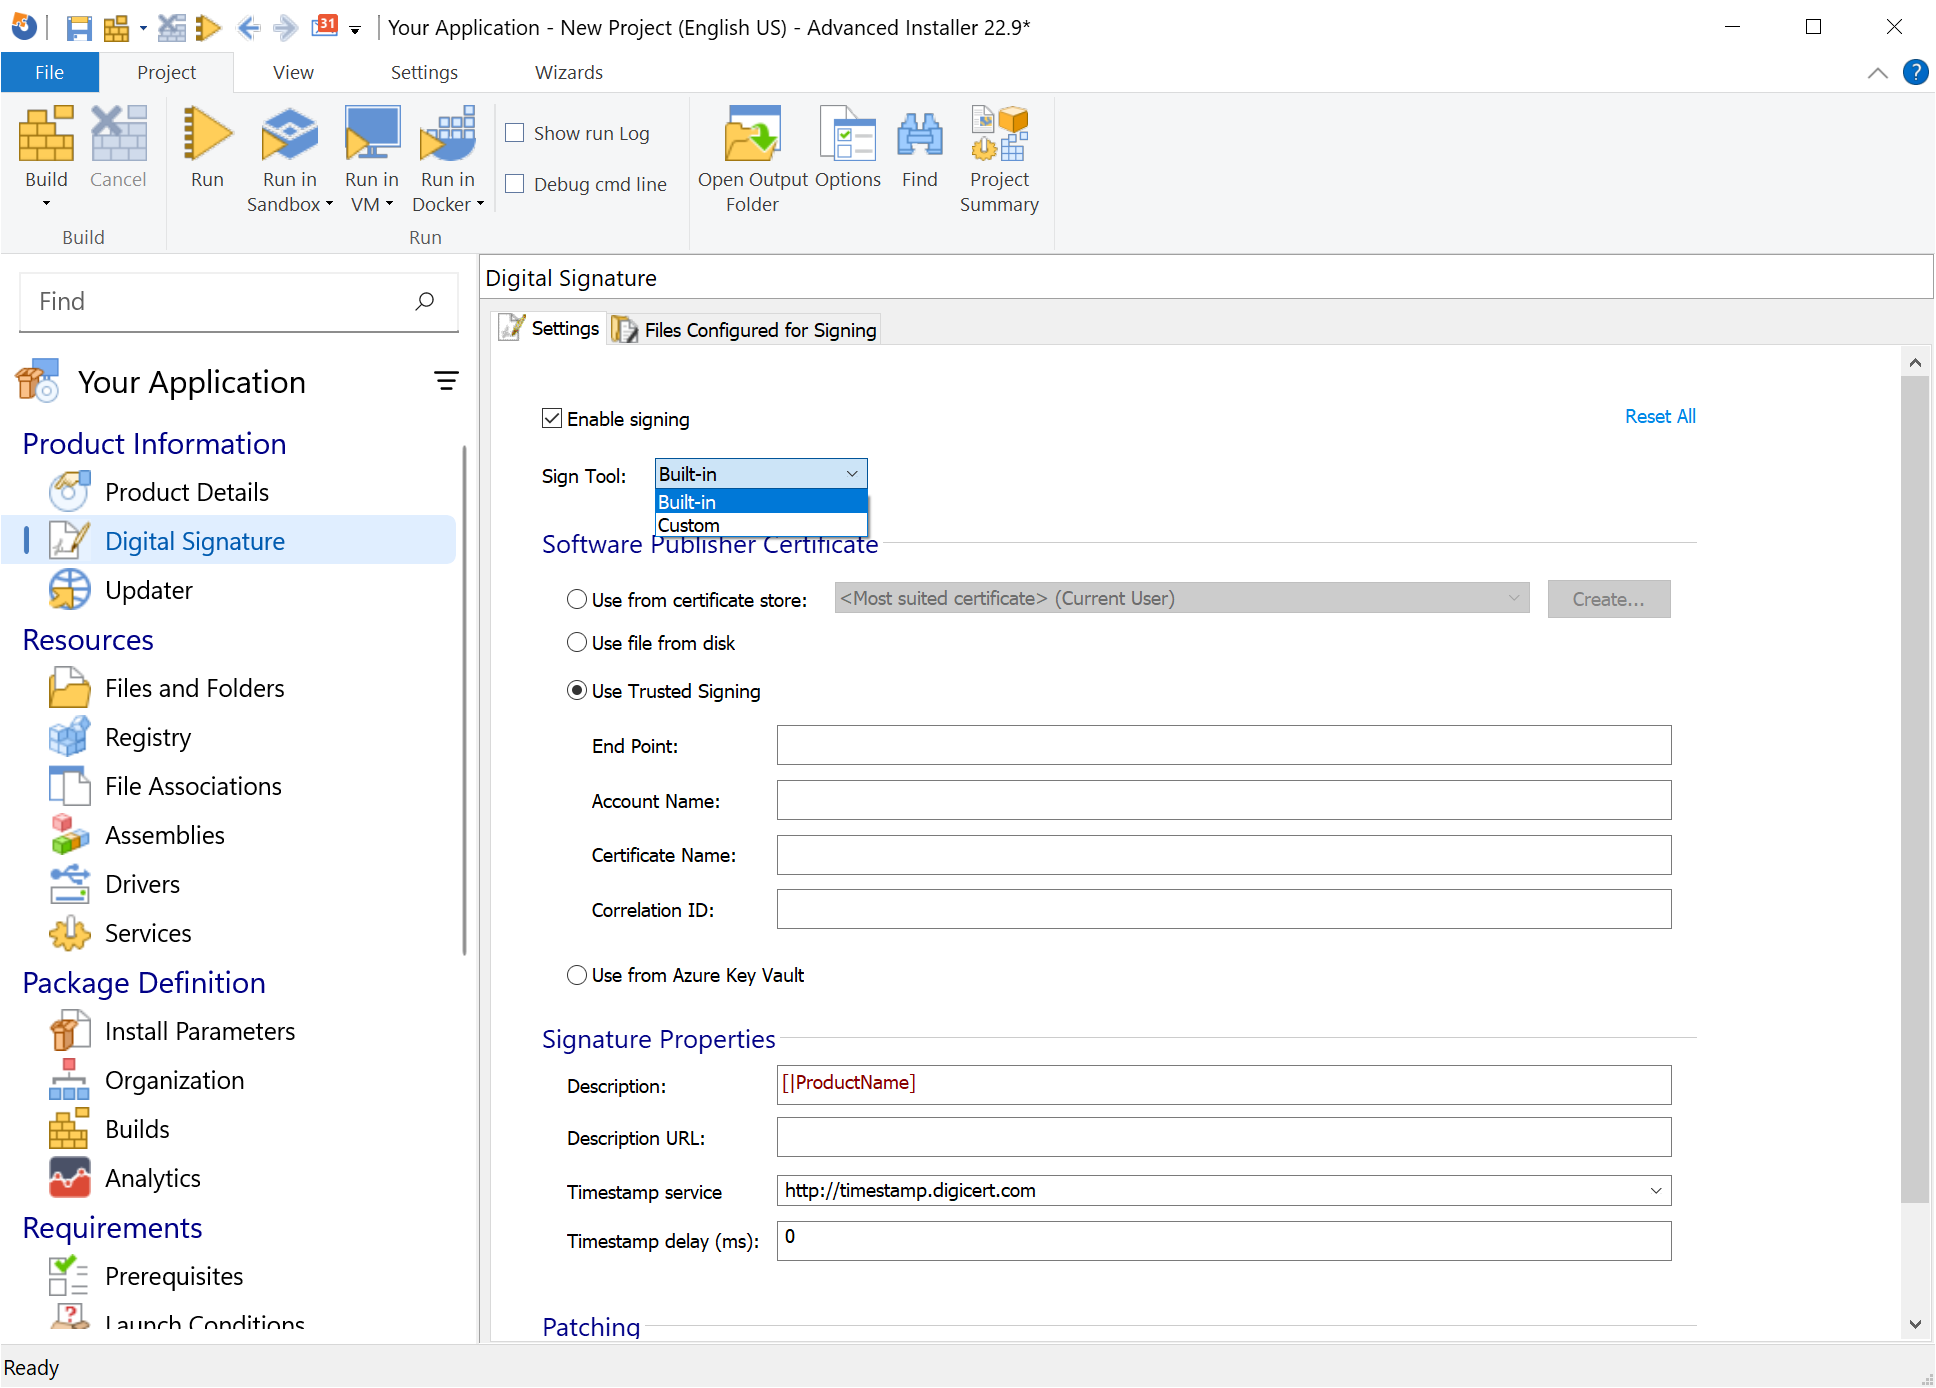 31
Your Application - New Project (English US) - Advanced Installer 22.9*
File Project View Settings Wizards
?
Build
Cancel
Run
Run in Sandbox
Run in VM
Run in Docker
Show run Log
Debug cmd line
Open Output Folder
Options
Find
Project Summary
Build
Run
Find
Your Application
Product Information
Product Details
Digital Signature
Updater
Resources
Files and Folders
Registry
File Associations
Assemblies
Drivers
Services
Package Definition
Install Parameters
Organization
Builds
Analytics
Requirements
Prerequisites
Launch Conditions
Digital Signature
Settings
Files Configured for Signing
Enable signing
Reset All
Sign Tool: Built-in
Built-in
Custom
Software Publisher Certificate
Use from certificate store: <Most suited certificate> (Current User) Create...
Use file from disk
Use Trusted Signing
End Point:
Account Name:
Certificate Name:
Correlation ID:
Use from Azure Key Vault
Signature Properties
Description: [|ProductName]
Description URL:
Timestamp service http://timestamp.digicert.com
Timestamp delay (ms): 0
Patching
Ready